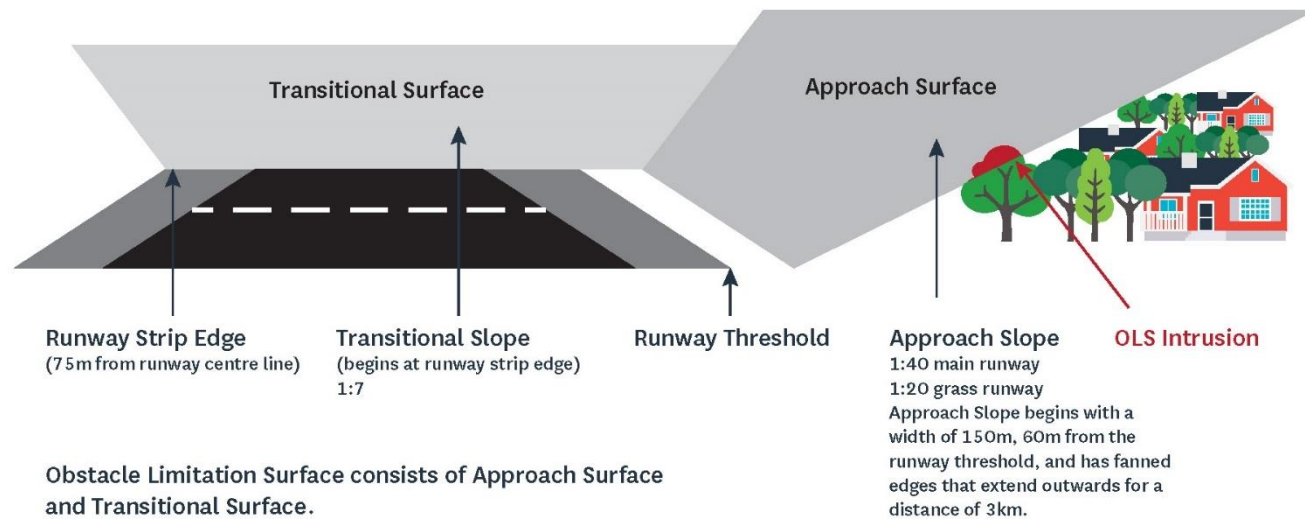 Transitional Surface
Approach Surface
Runway Strip Edge
(75m from runway centre line)
Transitional Slope
(begins at runway strip edge)
1:7
Runway Threshold
Approach Slope
1:40 main runway
1:20 grass runway
Approach Slope begins with a
width of 150m, 60m from the
runway threshold, and has fanned
edges that extend outwards for a
distance of 3km.
OLS Intrusion
Obstacle Limitation Surface consists of Approach Surface
and Transitional Surface.